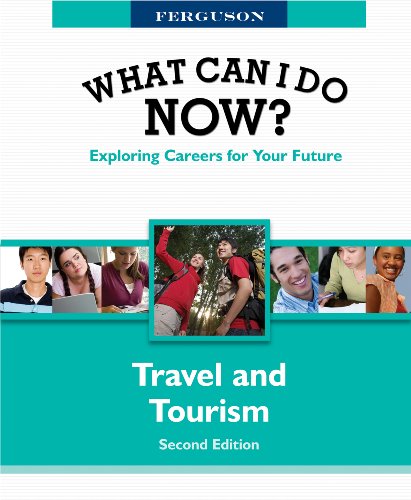 FERGUSON
WHAT CAN I DO
NOW?
Exploring Careers for Your Future
Travel and
Tourism
Second Edition